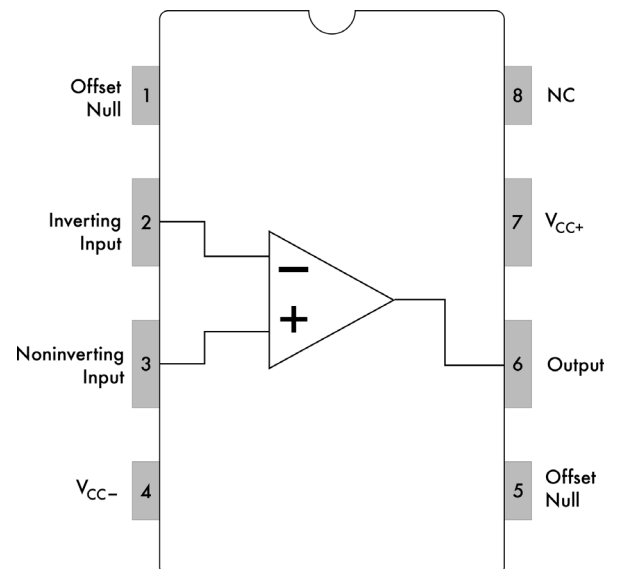 Offset
Null
1
8
NC
Inverting
Input
2
7
VCC+
Noninverting
Input
3
6
Output
VCC−
4
5
Offset
Null
−
+